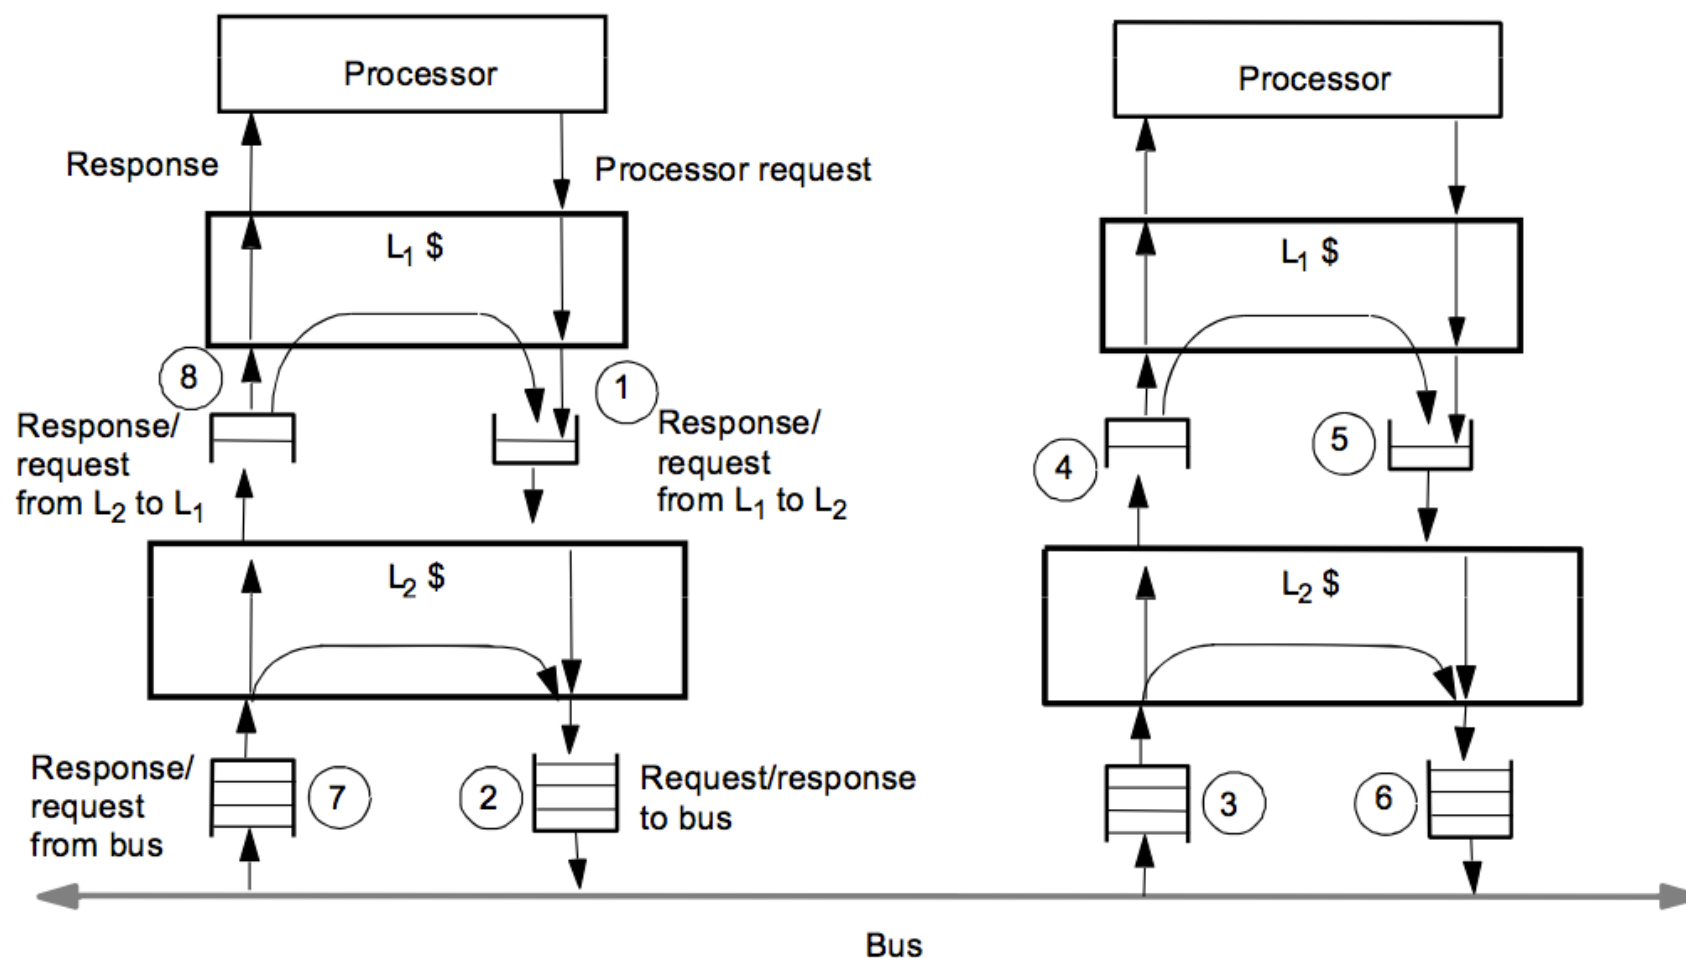 Processor
Processor
Response
Processor request
L1 $
L1 $
8
1
Response/
request
from L2 to L1
Response/
request
from L1 to L2
4
5
L2 $
L2 $
Response/
request
from bus
7
2
Request/response
to bus
3
6
Bus